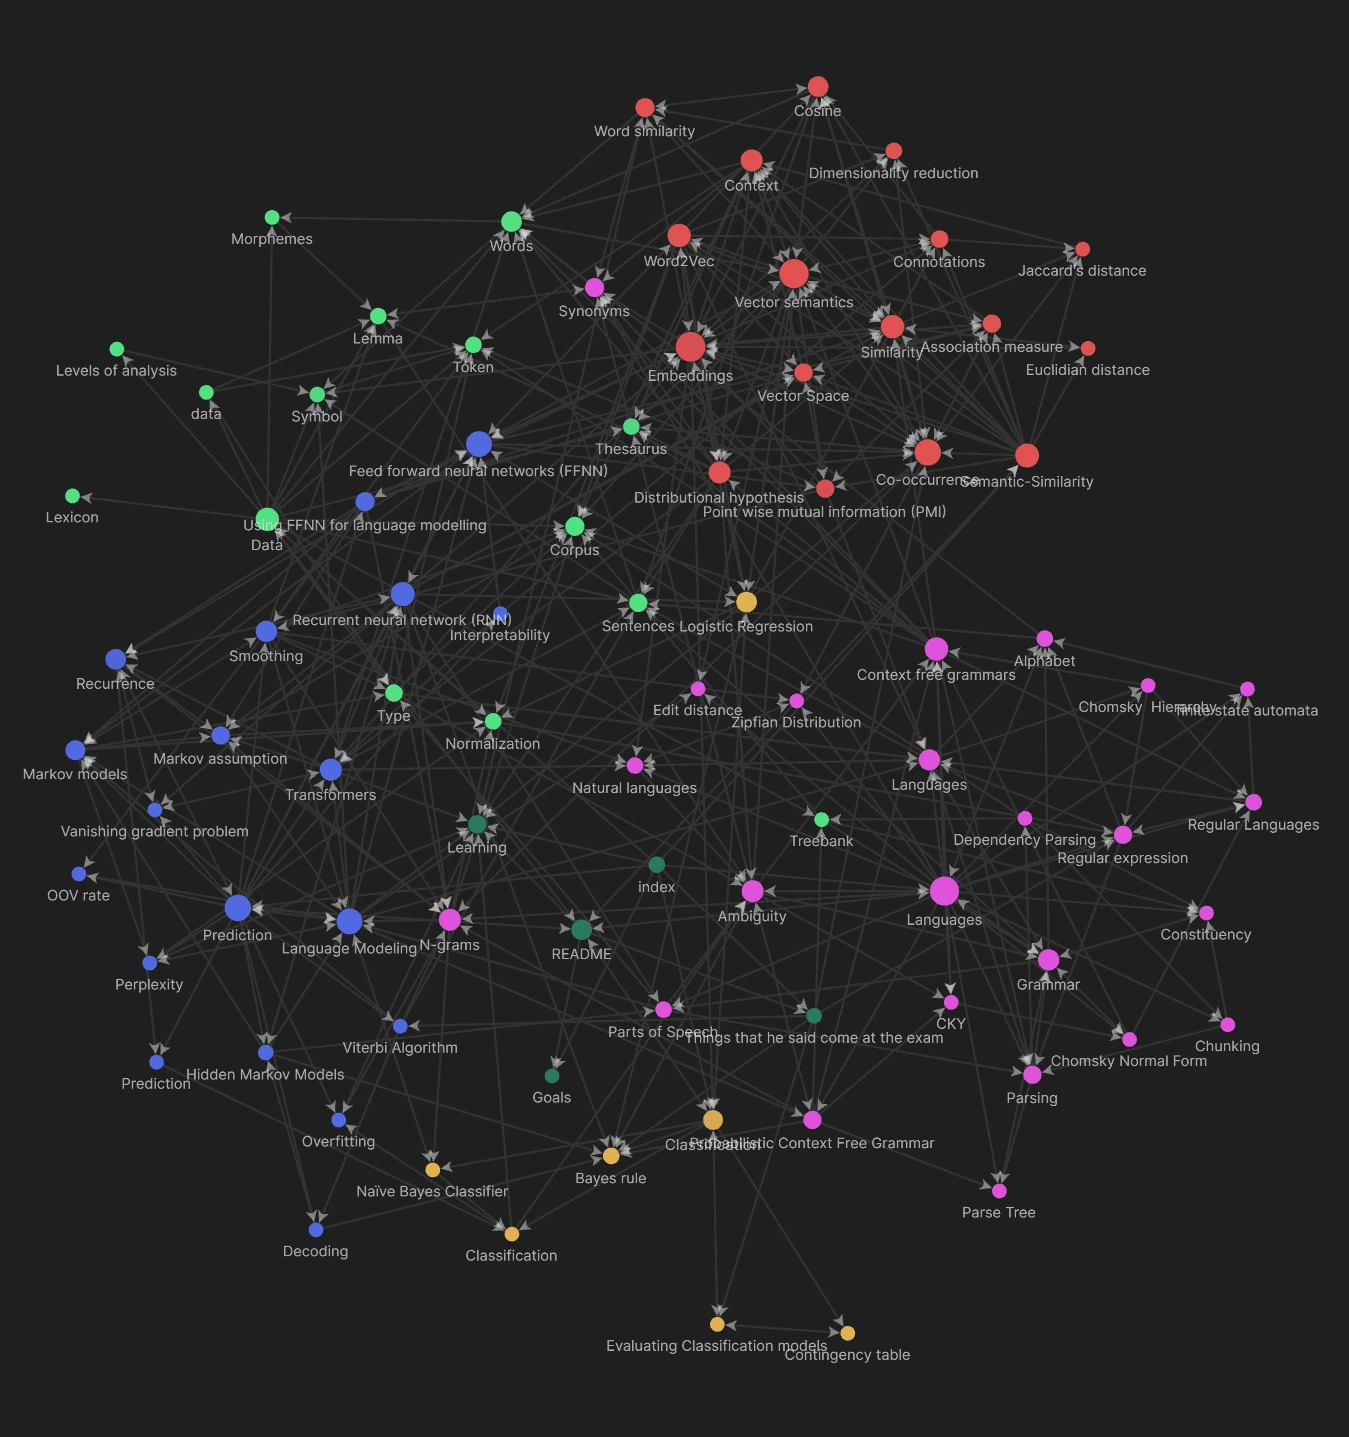 Cosine
Word similarity
Dimensionality reduction
Context
Morphemes
Words
Word2Vec
Connotations
Jaccard's distance
Vector semantics
Synonyms
Lemma
Similarity
Association measure
Token
Levels of analysis
Embeddings
Euclidian distance
Vector Space
data
Symbol
Thesaurus
Feed forward neural networks (FFNN)
Co-occurrence
Semantic-Similarity
Distributional hypothesis
Point wise mutual information (PMI)
Lexicon
Using FFNN for language modelling
Data
Corpus
Recurrent neural network (RNN)
Interpretability
Sentences
Logistic Regression
Smoothing
Alphabet
Recurrence
Context free grammars
Type
Edit distance
Zipfian Distribution
Chomsky Hierarchy
Finite state automata
Normalization
Markov assumption
Markov models
Transformers
Natural languages
Languages
Vanishing gradient problem
Learning
Treebank
Dependency Parsing
Regular Languages
Regular expression
OOV rate
index
Prediction
Language Modeling
N-grams
Ambiguity
Languages
Constituency
README
Perplexity
Grammar
CKY
Parts of Speech
Things that he said come at the exam
Viterbi Algorithm
Chunking
Chomsky Normal Form
Prediction
Hidden Markov Models
Goals
Parsing
Overfitting
Classification
Probabilistic Context Free Grammar
Bayes rule
Naïve Bayes Classifier
Parse Tree
Decoding
Classification
Evaluating Classification models
Contingency table